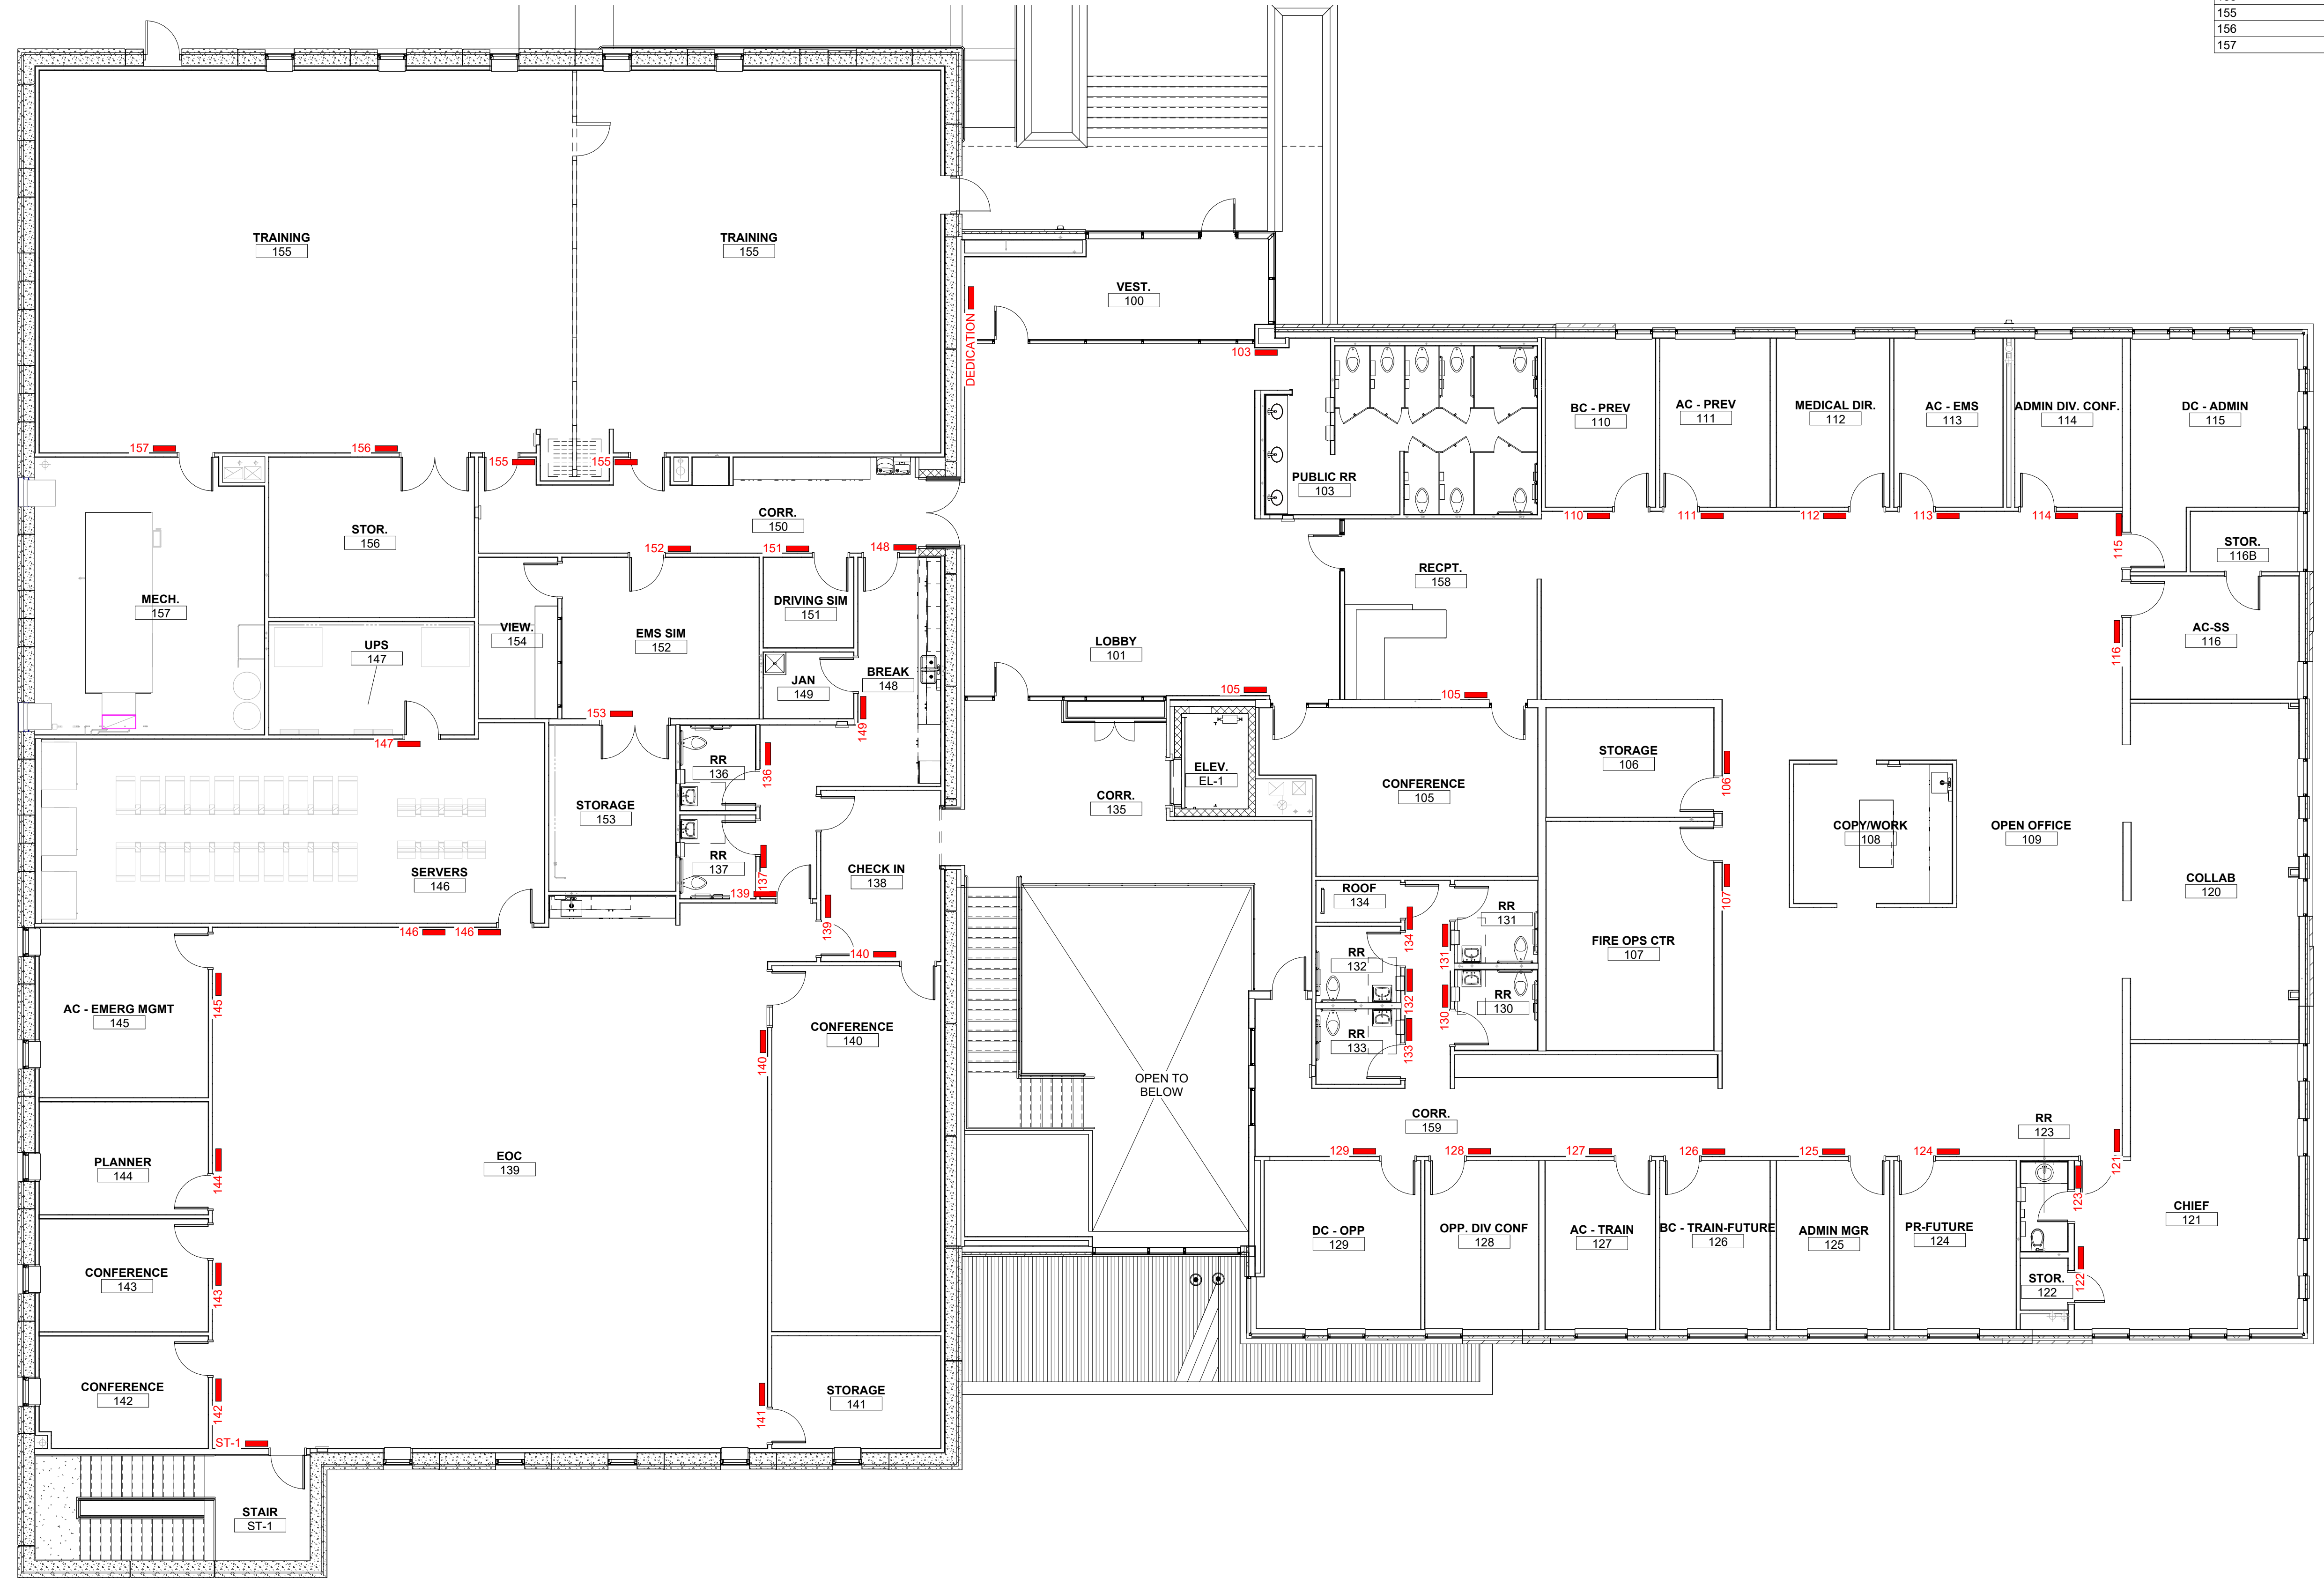 155
156
157
TRAINING
155
TRAINING
155
VEST.
100
DEDICATION
103
BC - PREV
110
AC - PREV
111
MEDICAL DIR.
112
AC - EMS
113
ADMIN DIV. CONF.
114
DC - ADMIN
115
157
156
155
155
PUBLIC RR
103
110
111
112
113
114
115
CORR.
150
STOR.
156
152
151
148
STOR.
116B
RECPT.
158
MECH.
157
DRIVING SIM
151
VIEW.
154
EMS SIM
152
UPS
147
LOBBY
101
AC-SS
116
116
JAN
149
BREAK
148
105
105
153
149
147
136
RR
136
STORAGE
106
106
ELEV.
EL-1
CONFERENCE
105
STORAGE
153
CORR.
135
COPY/WORK
108
OPEN OFFICE
109
RR
137
137
139
SERVERS
146
CHECK IN
138
COLLAB
120
ROOF
134
107
RR
131
134
131
139
146
146
140
FIRE OPS CTR
107
RR
132
132
145
RR
130
130
AC - EMERG MGMT
145
CONFERENCE
140
140
RR
133
133
OPEN TO
BELOW
CORR.
159
RR
123
EOC
139
PLANNER
144
144
129
128
127
126
125
124
121
123
CHIEF
121
DC - OPP
129
OPP. DIV CONF
128
AC - TRAIN
127
BC - TRAIN-FUTURE
126
ADMIN MGR
125
PR-FUTURE
124
CONFERENCE
143
143
STOR.
122
122
CONFERENCE
142
142
STORAGE
141
141
ST-1
STAIR
ST-1